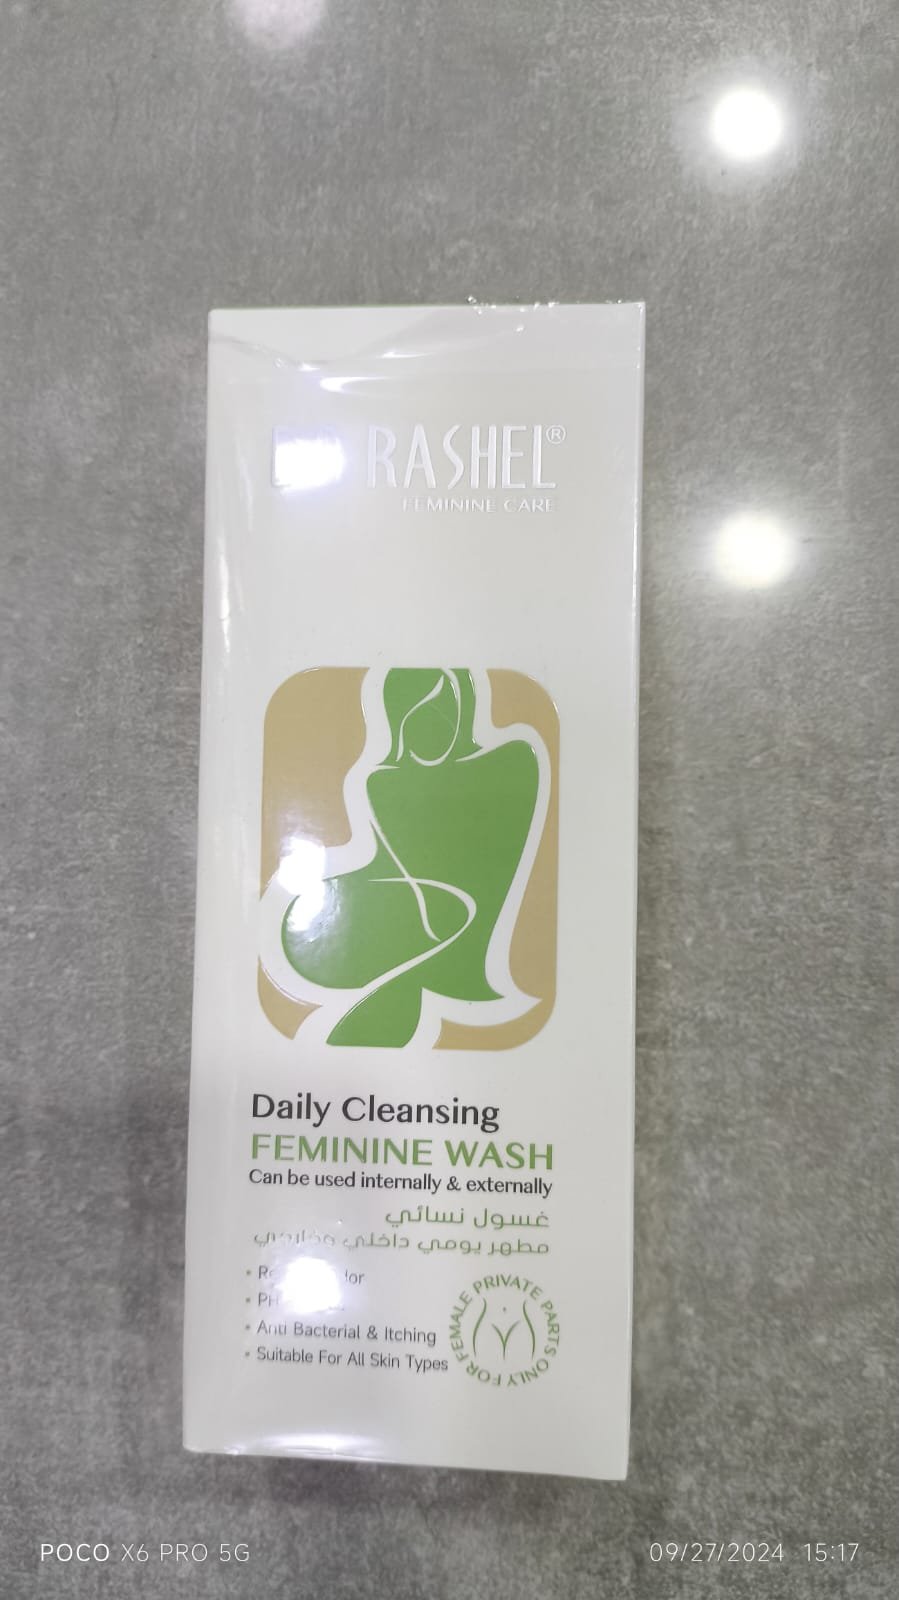 RASHEL®
FEMININE CARE
Daily Cleansing
FEMININE WASH
Can be used internally & externally
غسول نسائي
مطهر يومي داخلي
PH
Anti Bacterial & Itching
Suitable For All Skin Types
FEMALE PRIVATE PARTS ONLY FOR
POCO X6 PRO 5G
09/27/2024 15:17